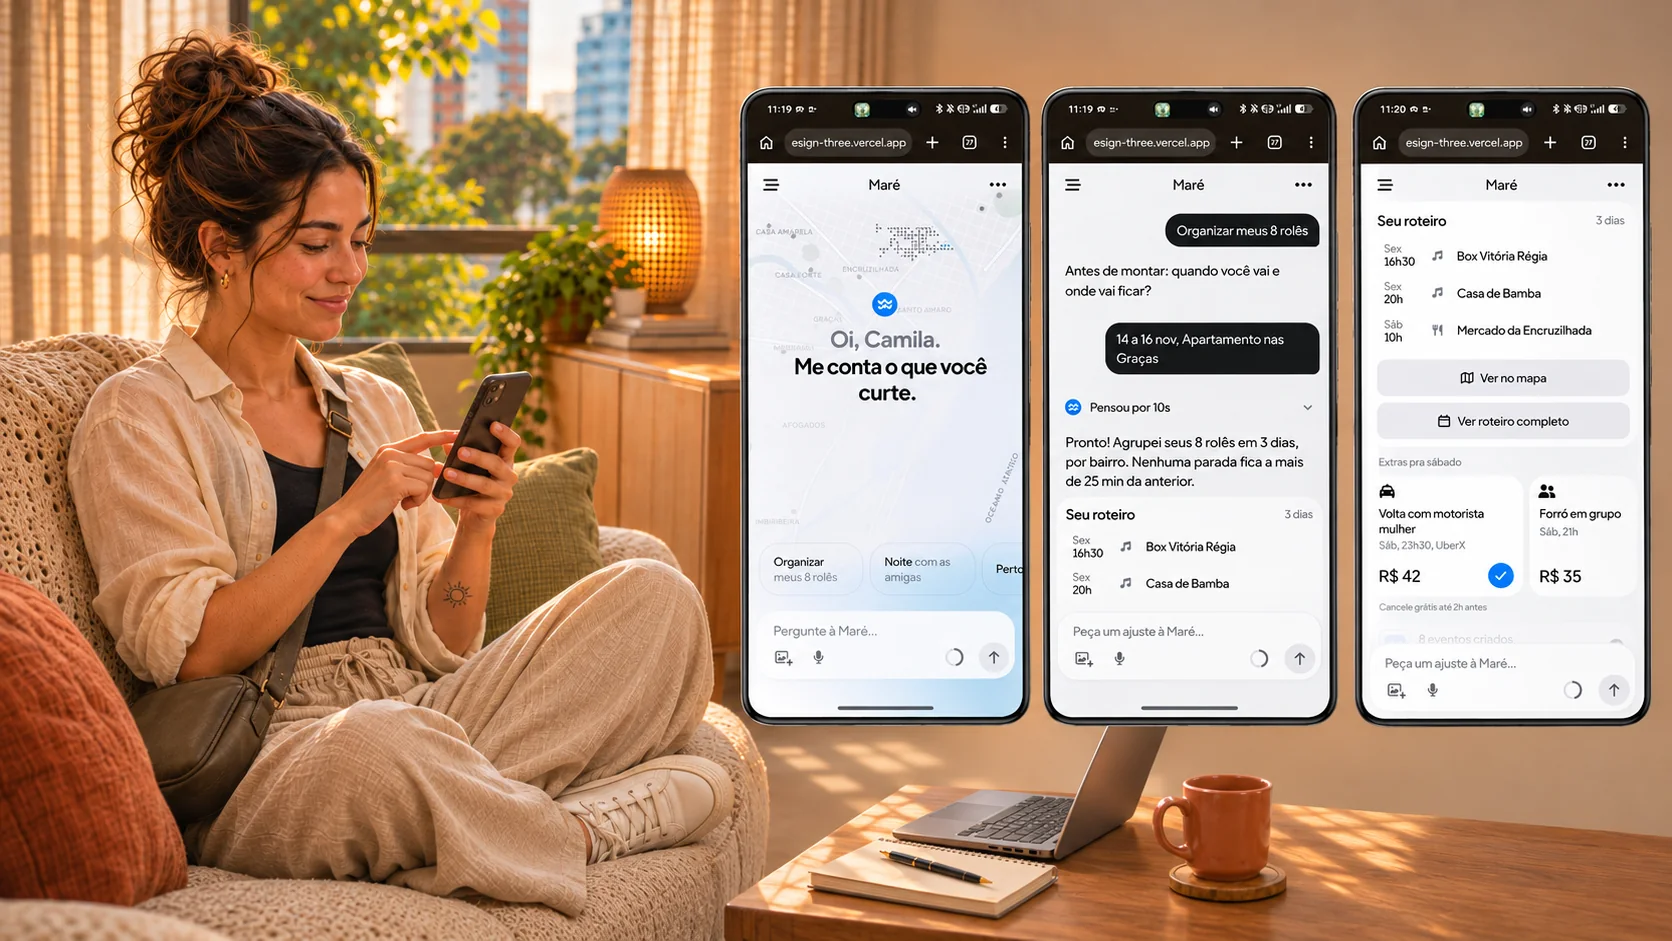 11:19
esign-three.vercel.app
27
Maré
CASA AMARELA
CASA FORTE
ENCRUZILHADA
SANTO AMARO
Oi, Camila.
Me conta o que você
curte.
AFOGADOS
OCEANO ATLÂNTICO
IMBIRIBEIRA
Organizar
meus 8 rolês
Noite com as
amigas
Perto
Pergunte à Maré...
11:19
esign-three.vercel.app
27
Maré
Organizar meus 8 rolês
Antes de montar: quando você vai e
onde vai ficar?
14 a 16 nov, Apartamento nas
Graças
Pensou por 10s
Pronto! Agrupei seus 8 rolês em 3 dias,
por bairro. Nenhuma parada fica a mais
de 25 min da anterior.
Seu roteiro
3 dias
Sex
16h30
Box Vitória Régia
Sex
20h
Casa de Bamba
Peça um ajuste à Maré...
11:20
esign-three.vercel.app
27
Maré
Seu roteiro
3 dias
Sex
16h30
Box Vitória Régia
Sex
20h
Casa de Bamba
Sáb
10h
Mercado da Encruzilhada
Ver no mapa
Ver roteiro completo
Extras pra sábado
Volta com motorista
mulher
Sáb, 23h30, UberX
R$ 42
Forró em grupo
Sáb, 21h
R$ 35
Cancele grátis até 2h antes
8 eventos criados
Peça um ajuste à Maré...